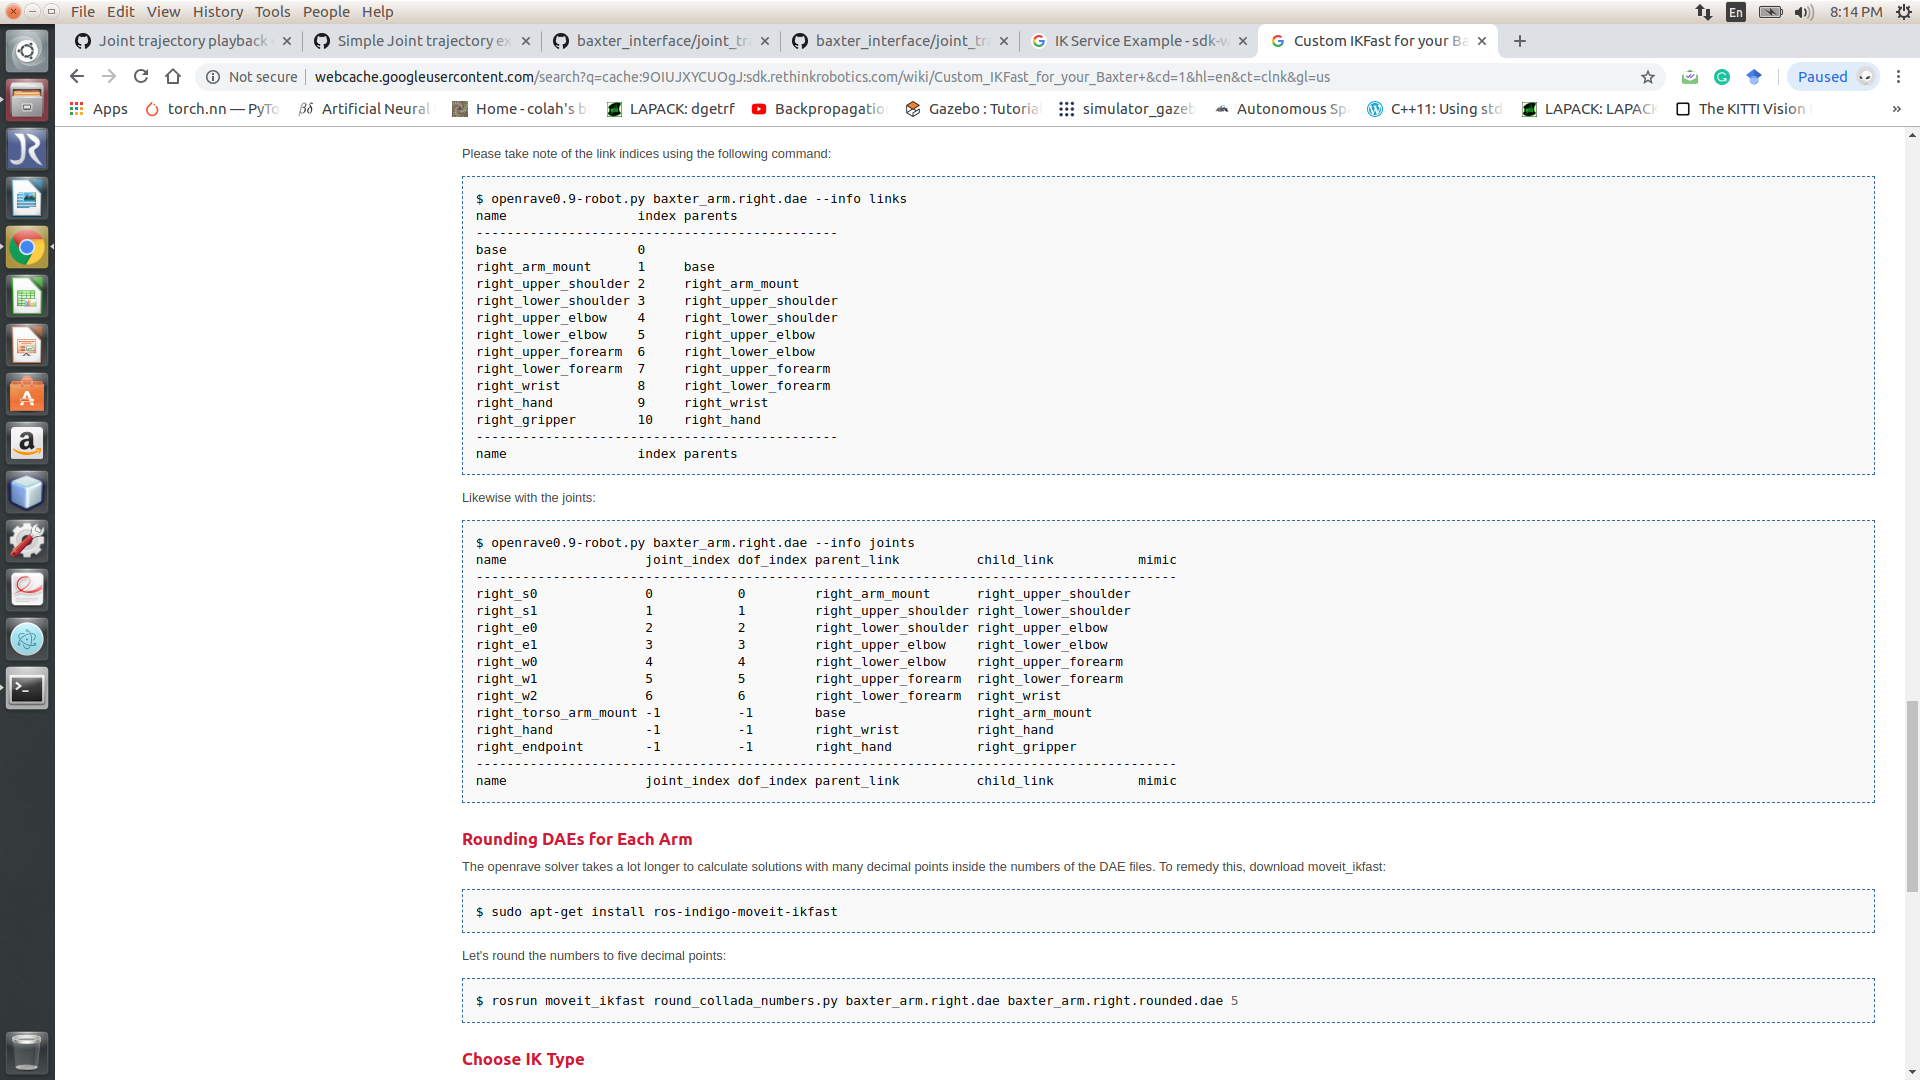 File Edit View History Tools People Help
En 8:14 PM
Joint trajectory playback
Simple Joint trajectory ex
baxter_interface/joint_tr
baxter_interface/joint_tr
IK Service Example - sdk-w
Custom IKFast for your Ba
Not secure webcache.googleusercontent.com/search?q=cache:9OIUJXYCUOgJ:sdk.rethinkrobotics.com/wiki/Custom_IKFast_for_your_Baxter+&cd=1&hl=en&ct=clnk&gl=us
Paused
Apps torch.nn — PyTo Artificial Neural Home - colah's b LAPACK: dgetrf Backpropagatio Gazebo : Tutorial simulator_gazeb Autonomous Sp C++11: Using std LAPACK: LAPACK The KITTI Vision
Please take note of the link indices using the following command:
$ openrave0.9-robot.py baxter_arm.right.dae --info links
name index parents
-----------------------------------------------
base 0
right_arm_mount 1 base
right_upper_shoulder 2 right_arm_mount
right_lower_shoulder 3 right_upper_shoulder
right_upper_elbow 4 right_lower_shoulder
right_lower_elbow 5 right_upper_elbow
right_upper_forearm 6 right_lower_elbow
right_lower_forearm 7 right_upper_forearm
right_wrist 8 right_lower_forearm
right_hand 9 right_wrist
right_gripper 10 right_hand
-----------------------------------------------
name index parents
Likewise with the joints:
$ openrave0.9-robot.py baxter_arm.right.dae --info joints
name joint_index dof_index parent_link child_link mimic
-------------------------------------------------------------------------------------------
right_s0 0 0 right_arm_mount right_upper_shoulder
right_s1 1 1 right_upper_shoulder right_lower_shoulder
right_e0 2 2 right_lower_shoulder right_upper_elbow
right_e1 3 3 right_upper_elbow right_lower_elbow
right_w0 4 4 right_lower_elbow right_upper_forearm
right_w1 5 5 right_upper_forearm right_lower_forearm
right_w2 6 6 right_lower_forearm right_wrist
right_torso_arm_mount -1 -1 base right_arm_mount
right_hand -1 -1 right_wrist right_hand
right_endpoint -1 -1 right_hand right_gripper
-------------------------------------------------------------------------------------------
name joint_index dof_index parent_link child_link mimic
Rounding DAEs for Each Arm
The openrave solver takes a lot longer to calculate solutions with many decimal points inside the numbers of the DAE files. To remedy this, download moveit_ikfast:
$ sudo apt-get install ros-indigo-moveit-ikfast
Let's round the numbers to five decimal points:
$ rosrun moveit_ikfast round_collada_numbers.py baxter_arm.right.dae baxter_arm.right.rounded.dae 5
Choose IK Type